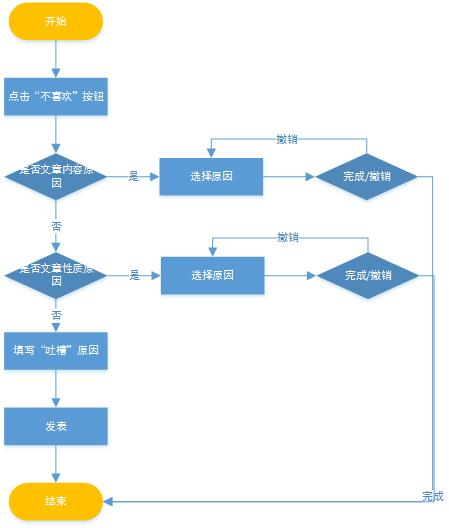 开始
点击“不喜欢”按钮
撤销
是否文章内容原
因
是
选择原因
完成/撤销
否
撤销
是否文章性质原
因
是
选择原因
完成/撤销
否
填写“吐槽”原因
发表
完成
结束